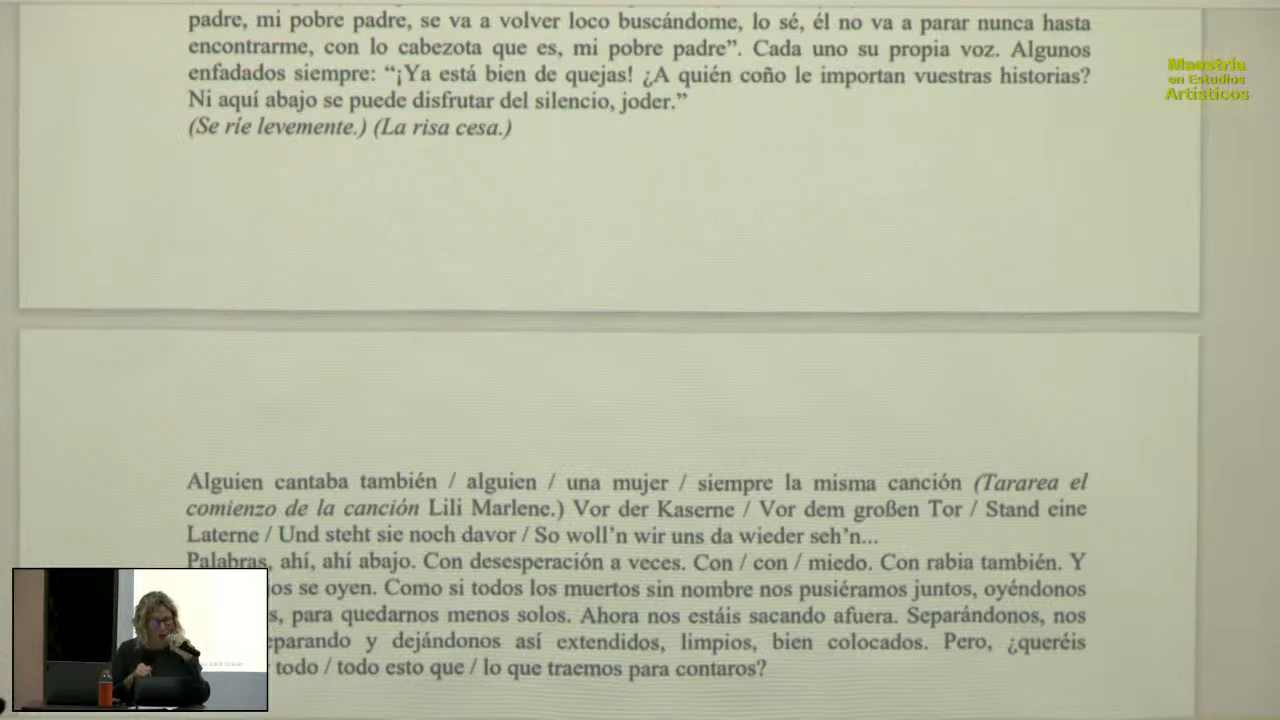 padre, mi pobre padre, se va a volver loco buscándome, lo sé, él no va a parar nunca hasta
encontrarme, con lo cabezota que es, mi pobre padre”. Cada uno su propia voz. Algunos
enfadados siempre: “¡Ya está bien de quejas! ¿A quién coño le importan vuestras historias?
Ni aquí abajo se puede disfrutar del silencio, joder.”
(Se ríe levemente.) (La risa cesa.)
Maestría
en Estudios
Artísticos
Alguien cantaba también / alguien / una mujer / siempre la misma canción (Tararea el
comienzo de la canción Lili Marlene.) Vor der Kaserne / Vor dem großen Tor / Stand eine
Laterne / Und steht sie noch davor / So woll’n wir uns da wieder seh’n...
Palabras, ahí, ahí abajo. Con desesperación a veces. Con / con / miedo. Con rabia también. Y
os se oyen. Como si todos los muertos sin nombre nos pusiéramos juntos, oyéndonos
s, para quedarnos menos solos. Ahora nos estáis sacando afuera. Separándonos, nos
eparando y dejándonos así extendidos, limpios, bien colocados. Pero, ¿queréis
todo / todo esto que / lo que traemos para contaros?